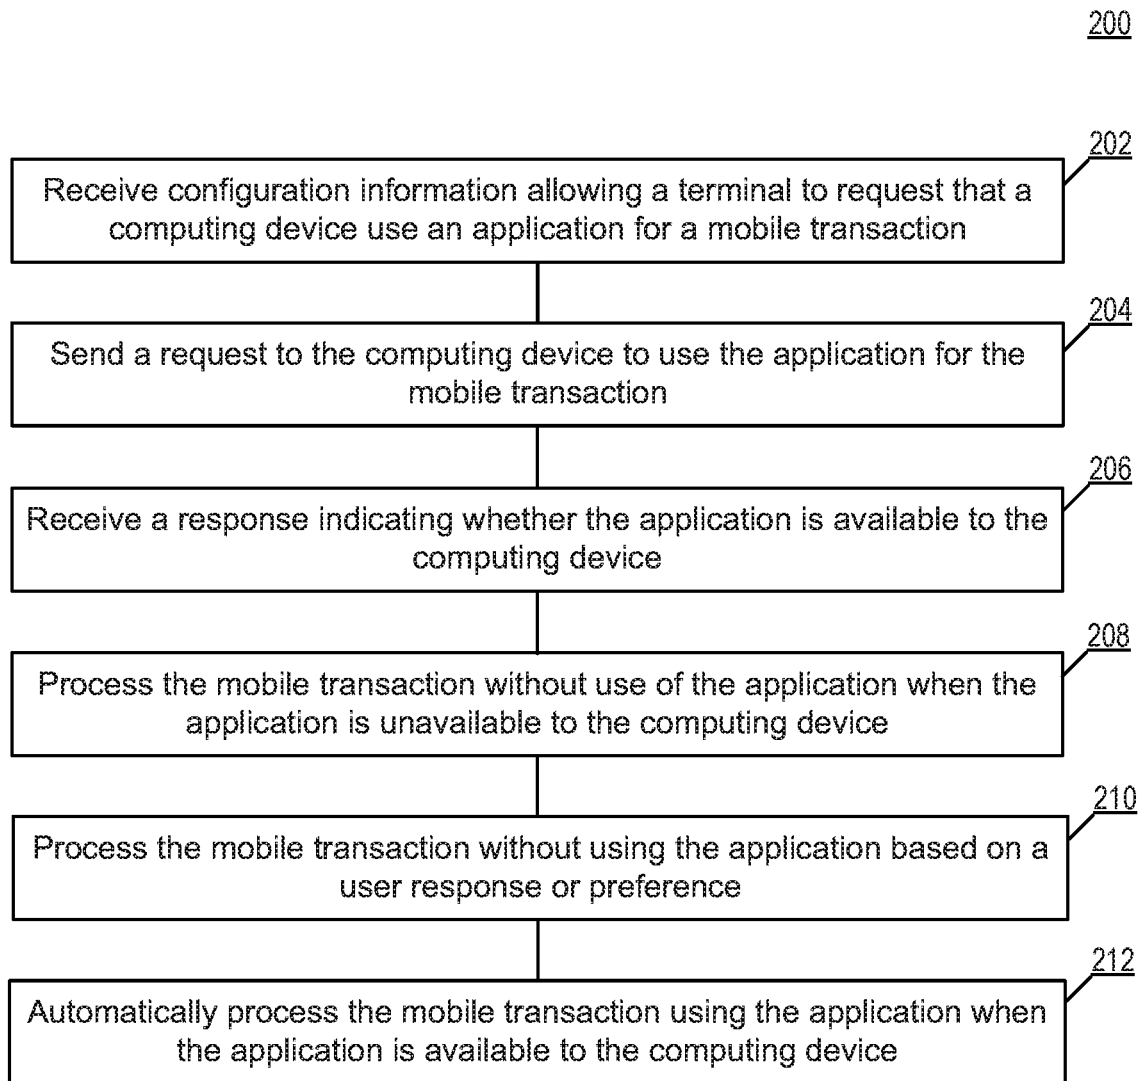 200
202
Receive configuration information allowing a terminal to request that a
computing device use an application for a mobile transaction
204
Send a request to the computing device to use the application for the
mobile transaction
206
Receive a response indicating whether the application is available to the
computing device
208
Process the mobile transaction without use of the application when the
application is unavailable to the computing device
210
Process the mobile transaction without using the application based on a
user response or preference
212
Automatically process the mobile transaction using the application when
the application is available to the computing device